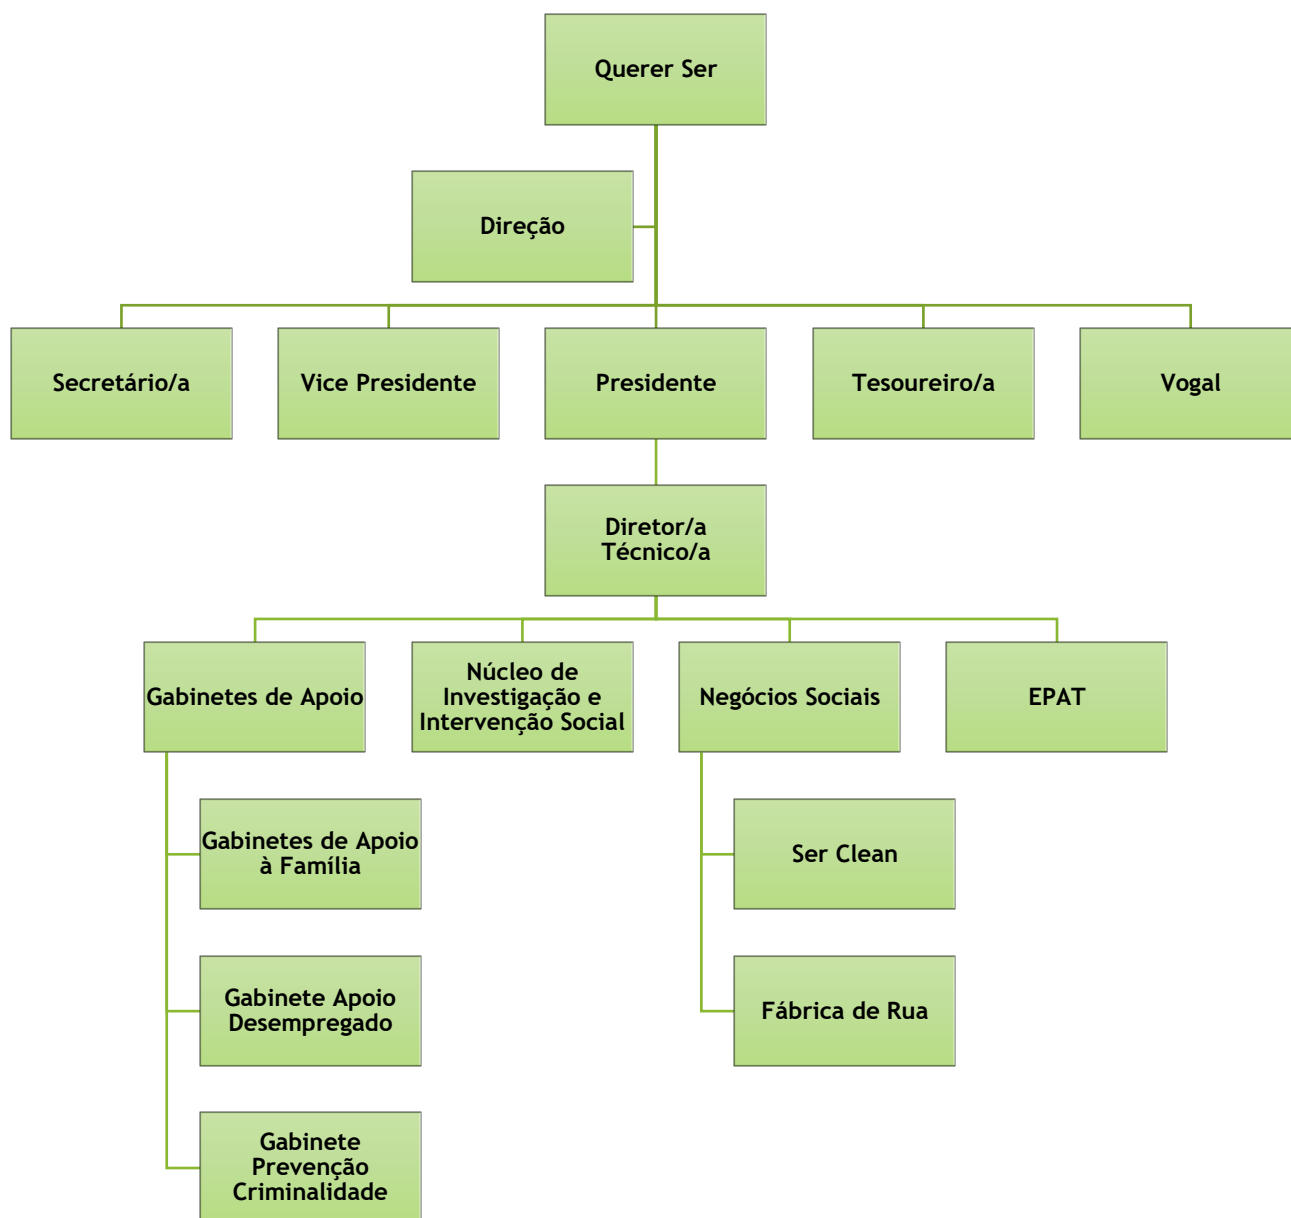 Querer Ser
Direção
Secretário/a
Vice Presidente
Presidente
Tesoureiro/a
Vogal
Diretor/a
Técnico/a
Gabinetes de Apoio
Núcleo de
Investigação e
Intervenção Social
Negócios Sociais
EPAT
Gabinetes de Apoio
à Família
Ser Clean
Gabinete Apoio
Desempregado
Fábrica de Rua
Gabinete
Prevenção
Criminalidade